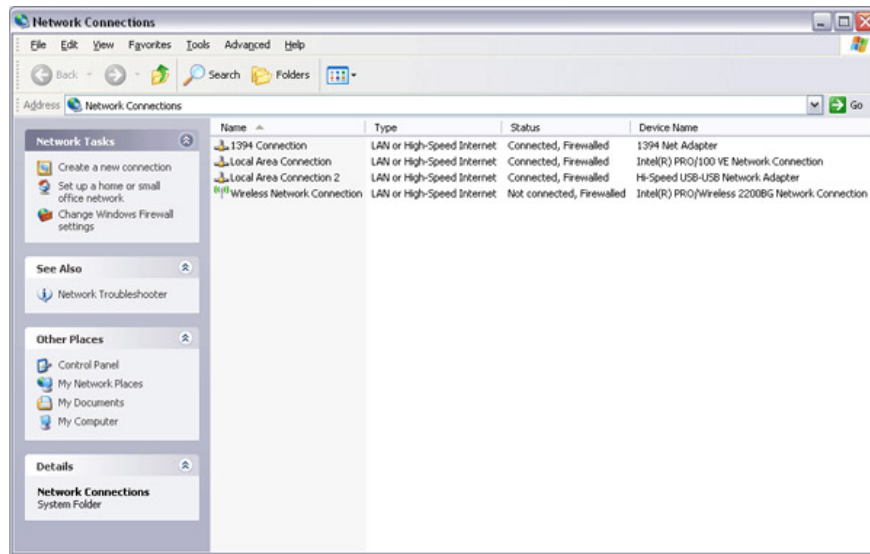 Network Connections
File Edit View Favorites Tools Advanced Help
Back Search Folders
Address Network Connections Go
Network Tasks
Create a new connection
Set up a home or small
office network
Change Windows Firewall
settings
See Also
Network Troubleshooter
Other Places
Control Panel
My Network Places
My Documents
My Computer
Details
Network Connections
System Folder
Name Type Status Device Name
1394 Connection LAN or High-Speed Internet Connected, Firewalled 1394 Net Adapter
Local Area Connection LAN or High-Speed Internet Connected, Firewalled Intel(R) PRO/100 VE Network Connection
Local Area Connection 2 LAN or High-Speed Internet Connected, Firewalled Hi-Speed USB-USB Network Adapter
Wireless Network Connection LAN or High-Speed Internet Not connected, Firewalled Intel(R) PRO/Wireless 2200BG Network Connection